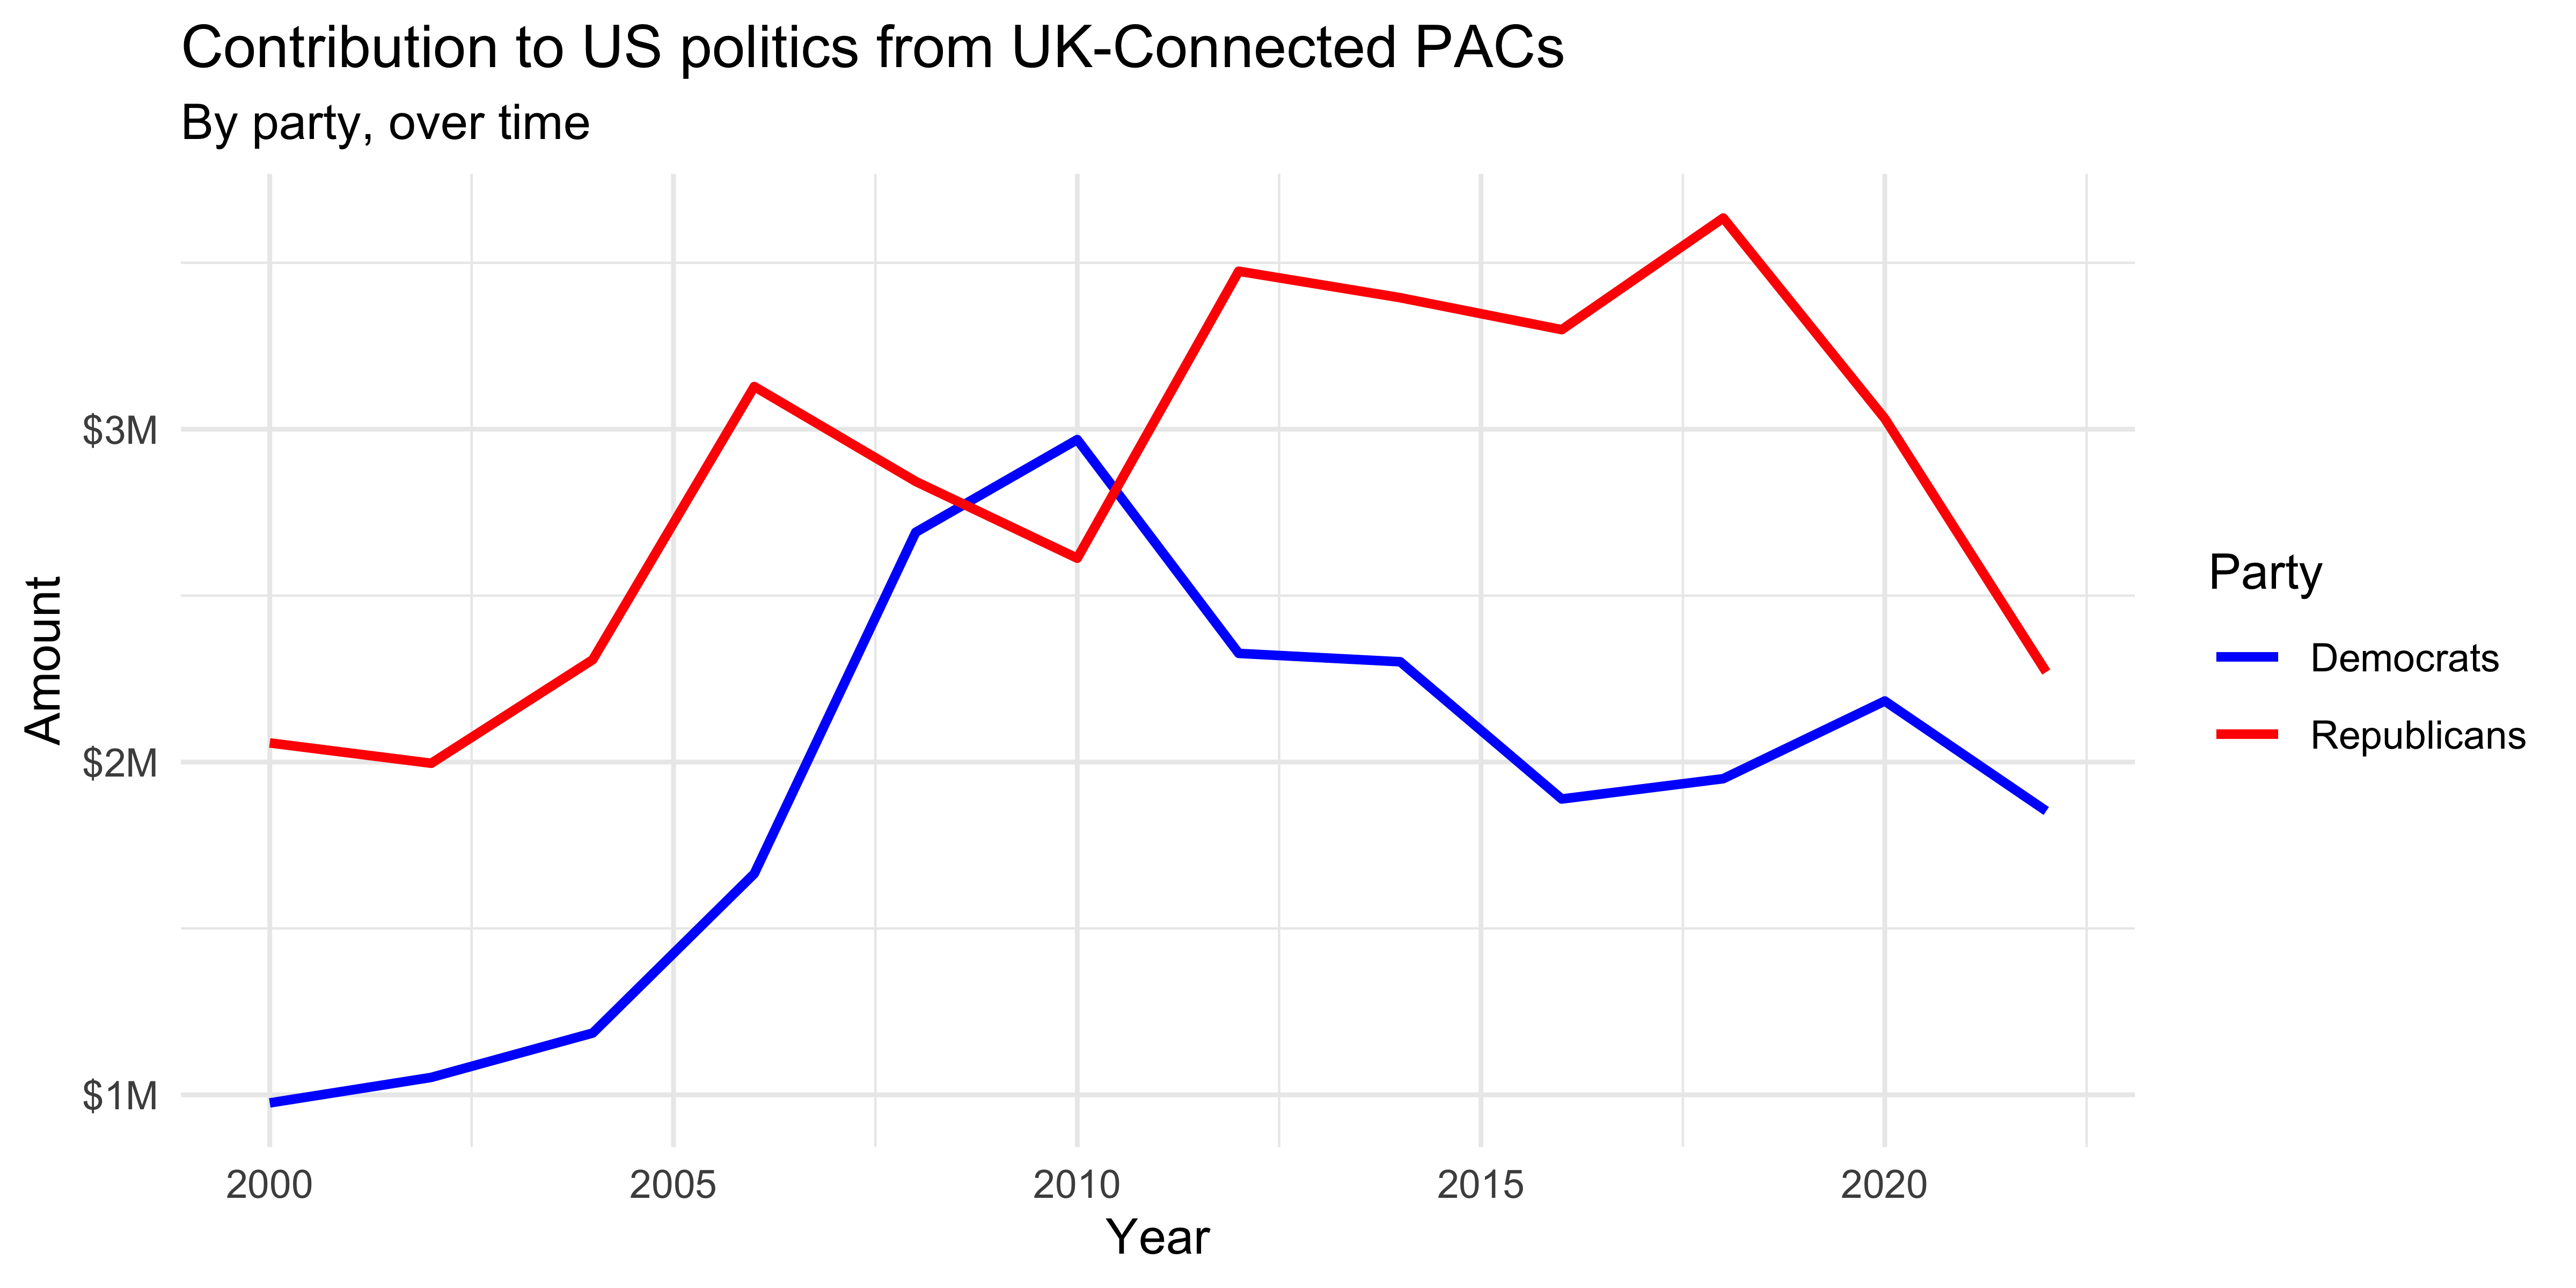 Contribution to US politics from UK-Connected PACs
By party, over time
Amount
$3M
$2M
$1M
2000 2005 2010 2015 2020
Year
Party
Democrats
Republicans